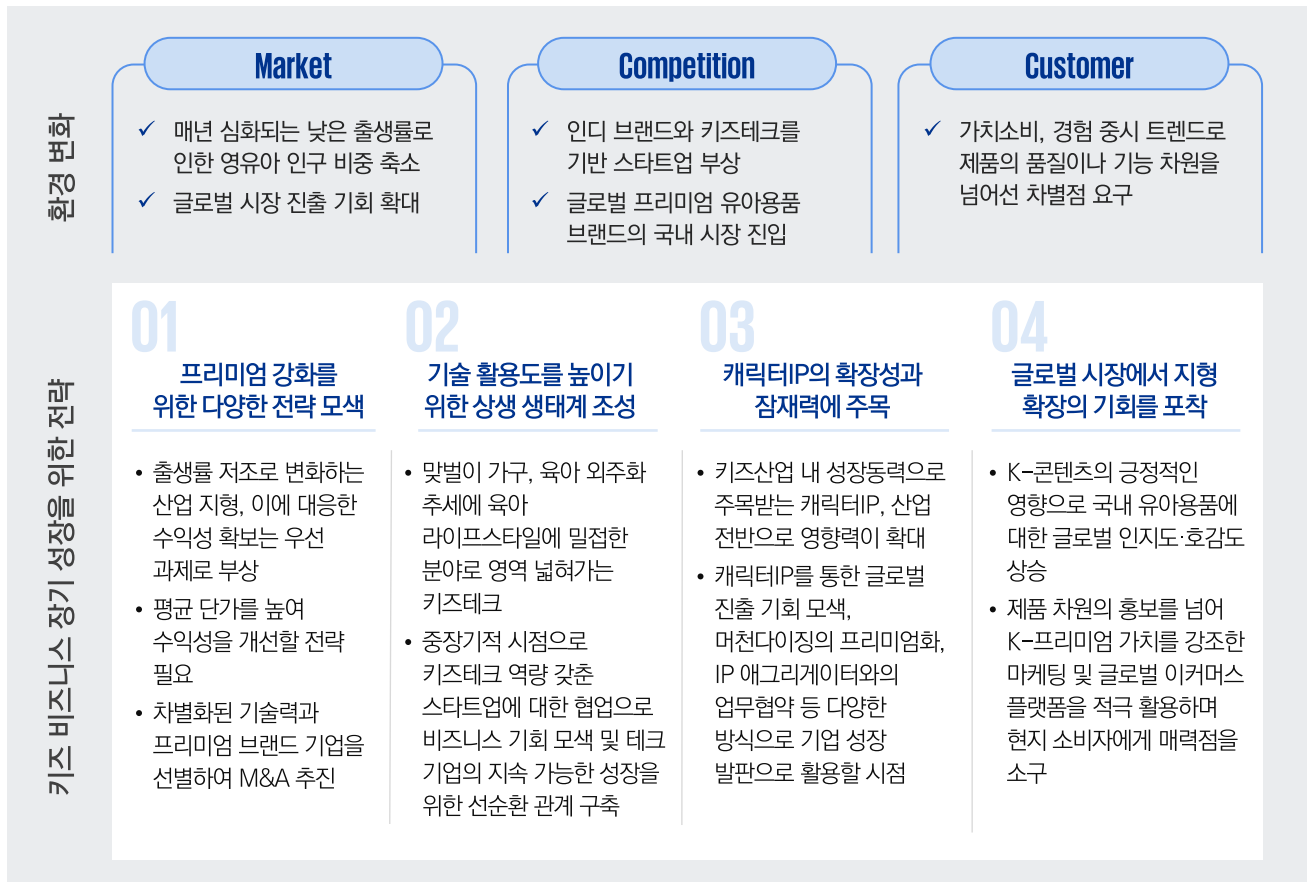 환경 변화
Market
✓ 매년 심화되는 낮은 출생률로
인한 영유아 인구 비중 축소
✓ 글로벌 시장 진출 기회 확대
Competition
✓ 인디 브랜드와 키즈테크를
기반 스타트업 부상
✓ 글로벌 프리미엄 유아용품
브랜드의 국내 시장 진입
Customer
✓ 가치소비, 경험 중시 트렌드로
제품의 품질이나 기능 차원을
넘어선 차별점 요구
키즈 비즈니스 장기 성장을 위한 전략
01
프리미엄 강화를
위한 다양한 전략 모색
• 출생률 저조로 변화하는
산업 지형, 이에 대응한
수익성 확보는 우선
과제로 부상
• 평균 단가를 높여
수익성을 개선할 전략
필요
• 차별화된 기술력과
프리미엄 브랜드 기업을
선별하여 M&A 추진
02
기술 활용도를 높이기
위한 상생 생태계 조성
• 맞벌이 가구, 육아 외주화
추세에 육아
라이프스타일에 밀접한
분야로 영역 넓혀가는
키즈테크
• 중장기적 시점으로
키즈테크 역량 갖춘
스타트업에 대한 협업으로
비즈니스 기회 모색 및 테크
기업의 지속 가능한 성장을
위한 선순환 관계 구축
03
캐릭터IP의 확장성과
잠재력에 주목
• 키즈산업 내 성장동력으로
주목받는 캐릭터IP, 산업
전반으로 영향력이 확대
• 캐릭터IP를 통한 글로벌
진출 기회 모색,
머천다이징의 프리미엄화,
IP 애그리게이터와의
업무협약 등 다양한
방식으로 기업 성장
발판으로 활용할 시점
04
글로벌 시장에서 지형
확장의 기회를 포착
• K-콘텐츠의 긍정적인
영향으로 국내 유아용품에
대한 글로벌 인지도·호감도
상승
• 제품 차원의 홍보를 넘어
K-프리미엄 가치를 강조한
마케팅 및 글로벌 이커머스
플랫폼을 적극 활용하며
현지 소비자에게 매력점을
소구